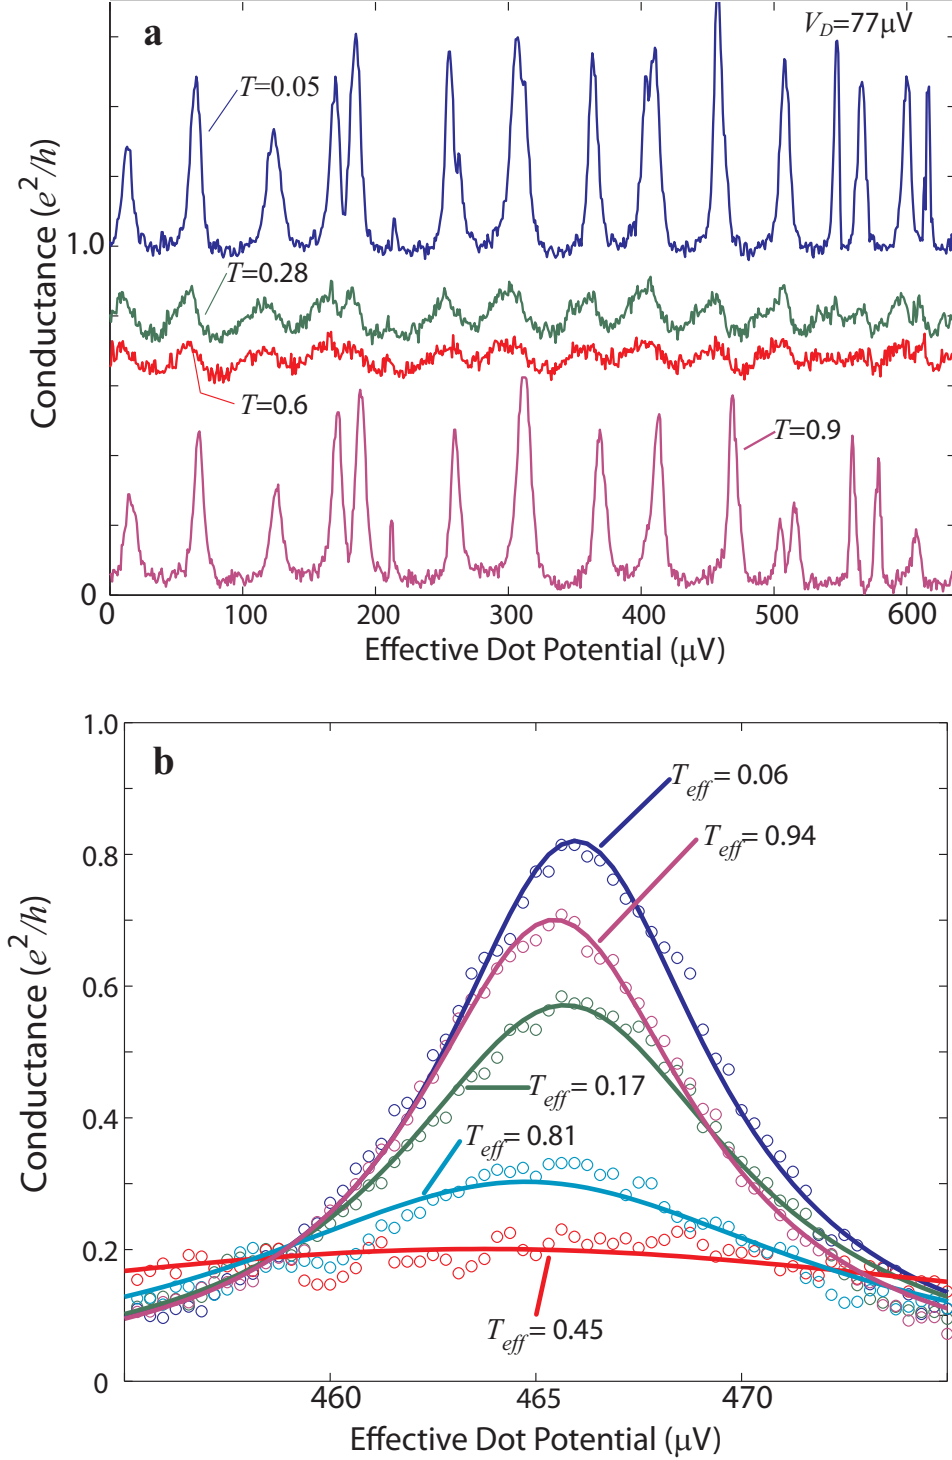 a
V_D=77μV
T=0.05
Conductance (e²/h)
1.0
T=0.28
T=0.6
T=0.9
0
0 100 200 300 400 500 600
Effective Dot Potential (μV)
b
1.0
T_eff = 0.06
T_eff = 0.94
0.8
Conductance (e²/h)
0.6
T_eff = 0.17
0.4
T_eff = 0.81
0.2
T_eff = 0.45
0
460 465 470
Effective Dot Potential (μV)